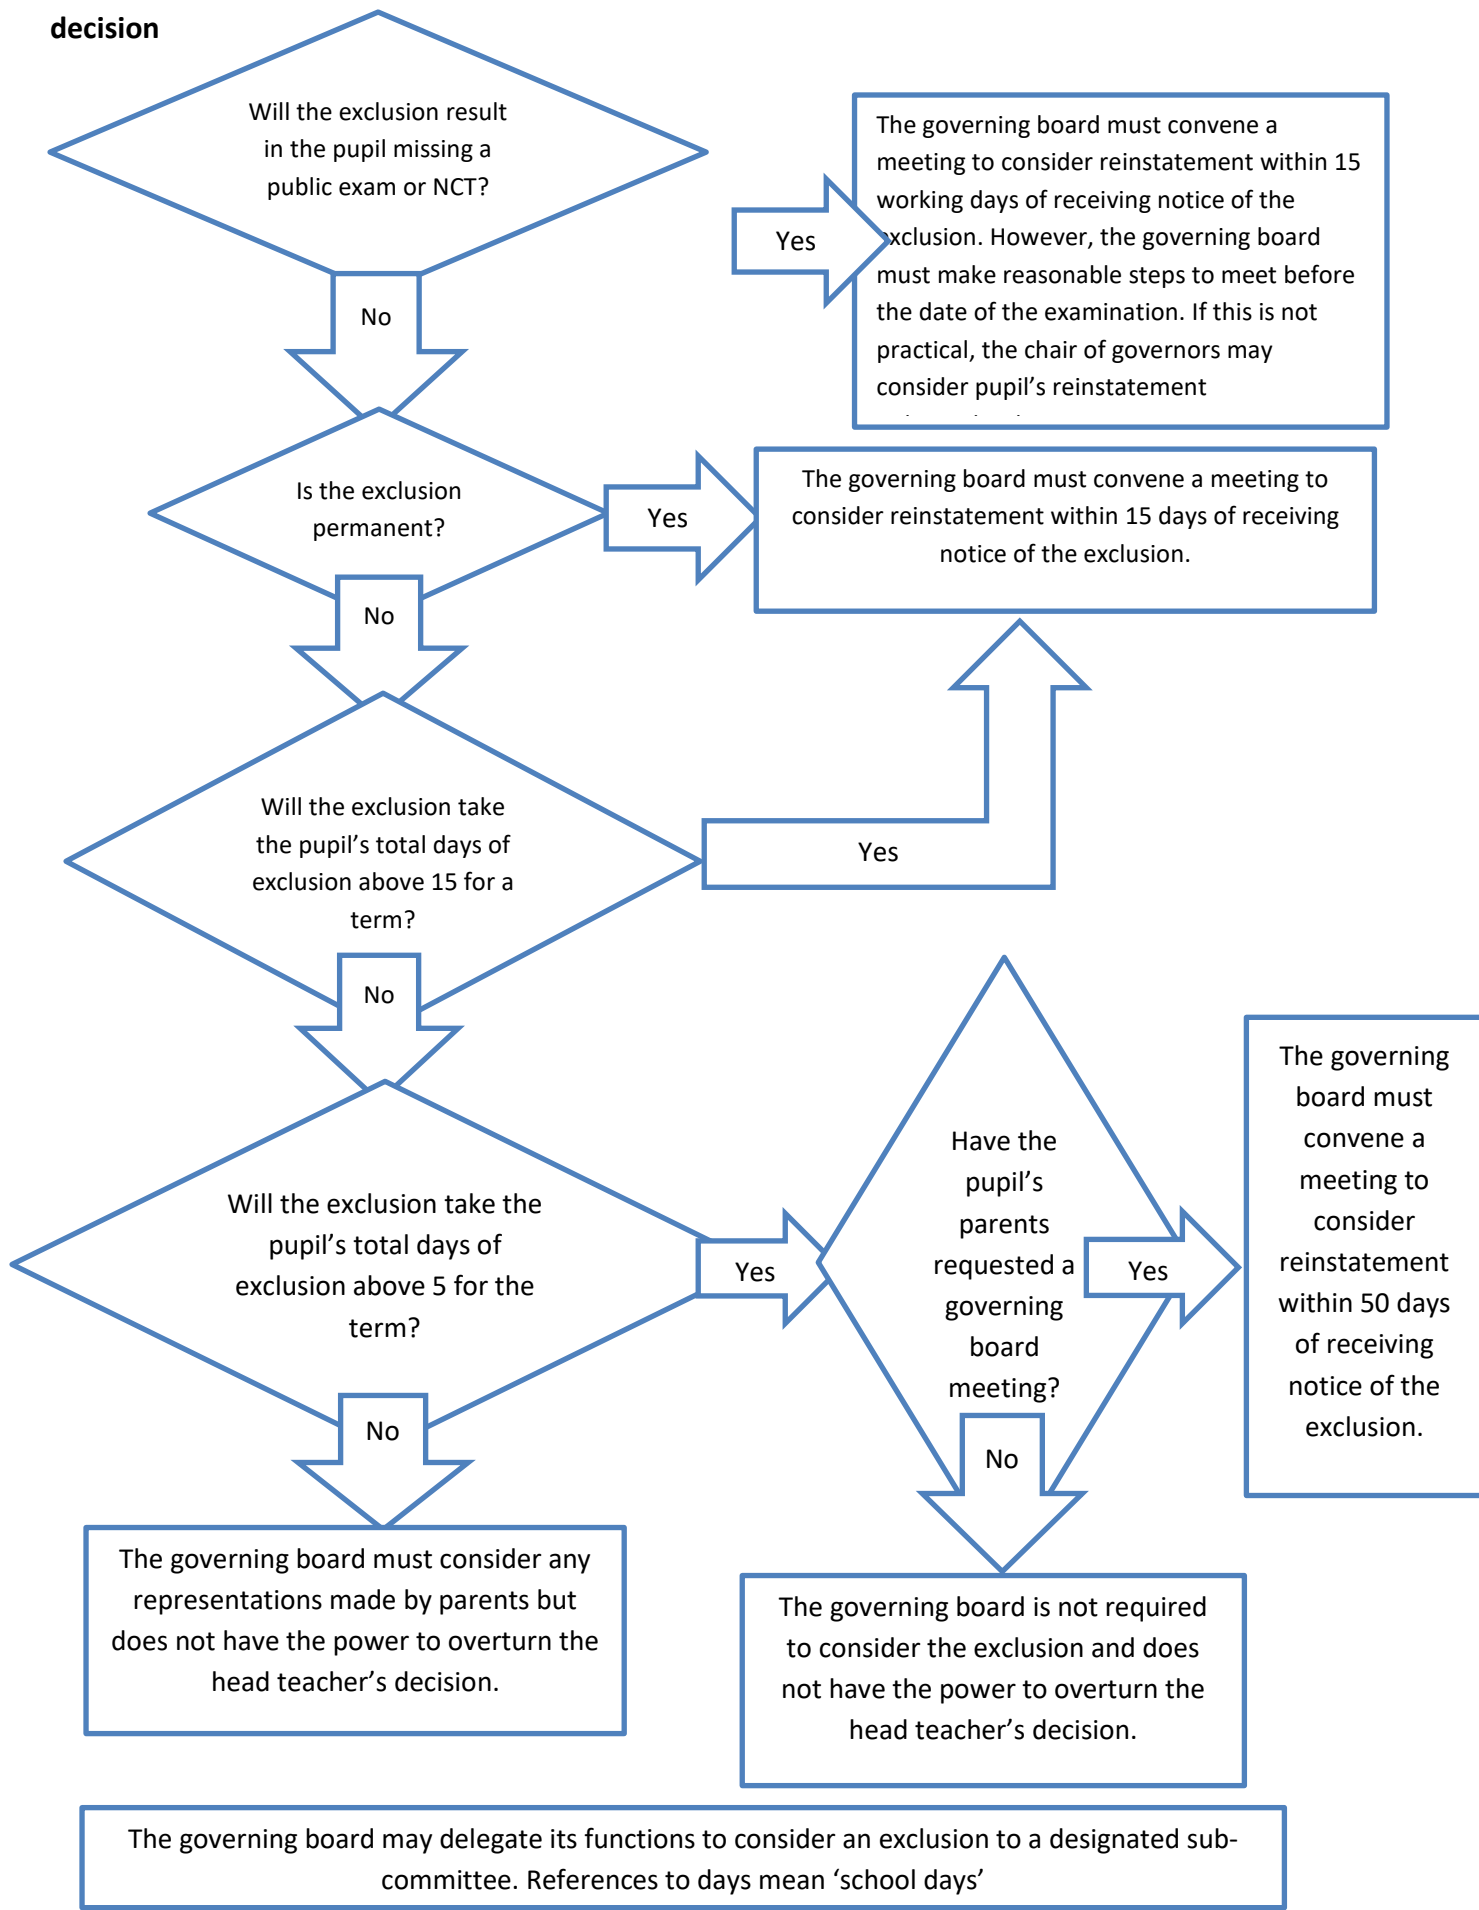 decision
Will the exclusion result
in the pupil missing a
public exam or NCT?
Yes
The governing board must convene a
meeting to consider reinstatement within 15
working days of receiving notice of the
exclusion. However, the governing board
must make reasonable steps to meet before
the date of the examination. If this is not
practical, the chair of governors may
consider pupil’s reinstatement
No
Is the exclusion
permanent?
Yes
The governing board must convene a meeting to
consider reinstatement within 15 days of receiving
notice of the exclusion.
No
Will the exclusion take
the pupil’s total days of
exclusion above 15 for a
term?
Yes
No
Will the exclusion take the
pupil’s total days of
exclusion above 5 for the
term?
Yes
Have the
pupil’s
parents
requested a
governing
board
meeting?
Yes
The governing
board must
convene a
meeting to
consider
reinstatement
within 50 days
of receiving
notice of the
exclusion.
No
No
The governing board must consider any
representations made by parents but
does not have the power to overturn the
head teacher’s decision.
The governing board is not required
to consider the exclusion and does
not have the power to overturn the
head teacher’s decision.
The governing board may delegate its functions to consider an exclusion to a designated sub-
committee. References to days mean ‘school days’